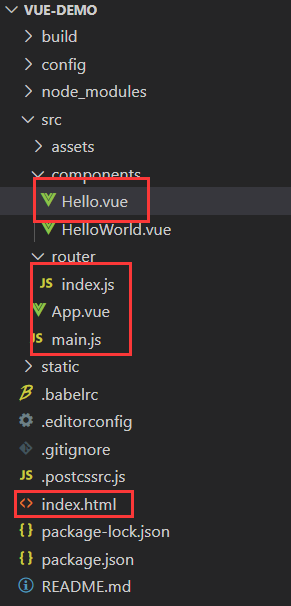 VUE-DEMO
build
config
node_modules
src
assets
components
Hello.vue
HelloWorld.vue
router
JS index.js
App.vue
JS main.js
static
.babelrc
.editorconfig
.gitignore
JS .postcssrc.js
<> index.html
{} package-lock.json
{} package.json
README.md